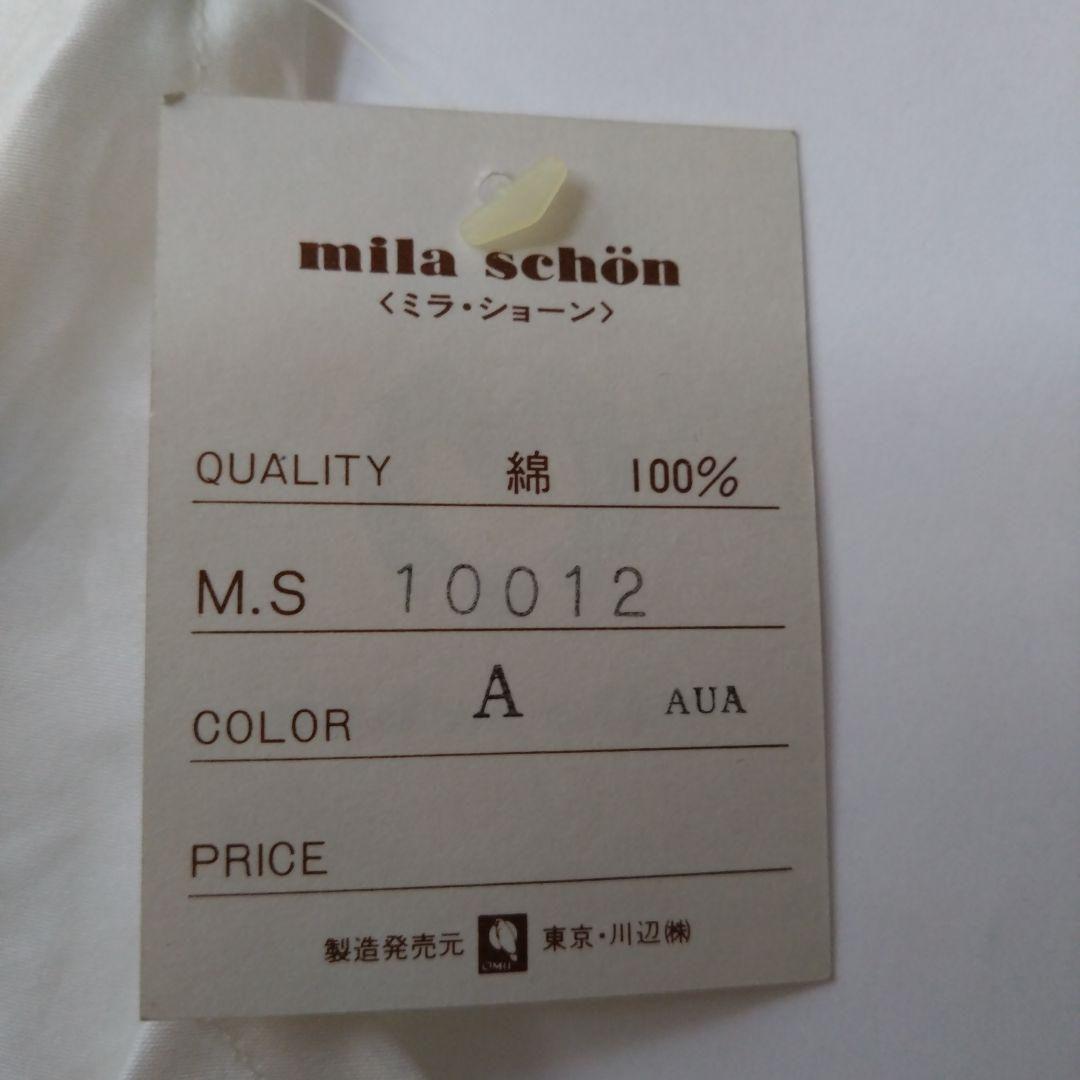 mila schön
〈ミラ・ショーン〉
QUALITY 綿 100%
M.S 10012
COLOR A AUA
PRICE
製造発売元 東京・川辺㈱